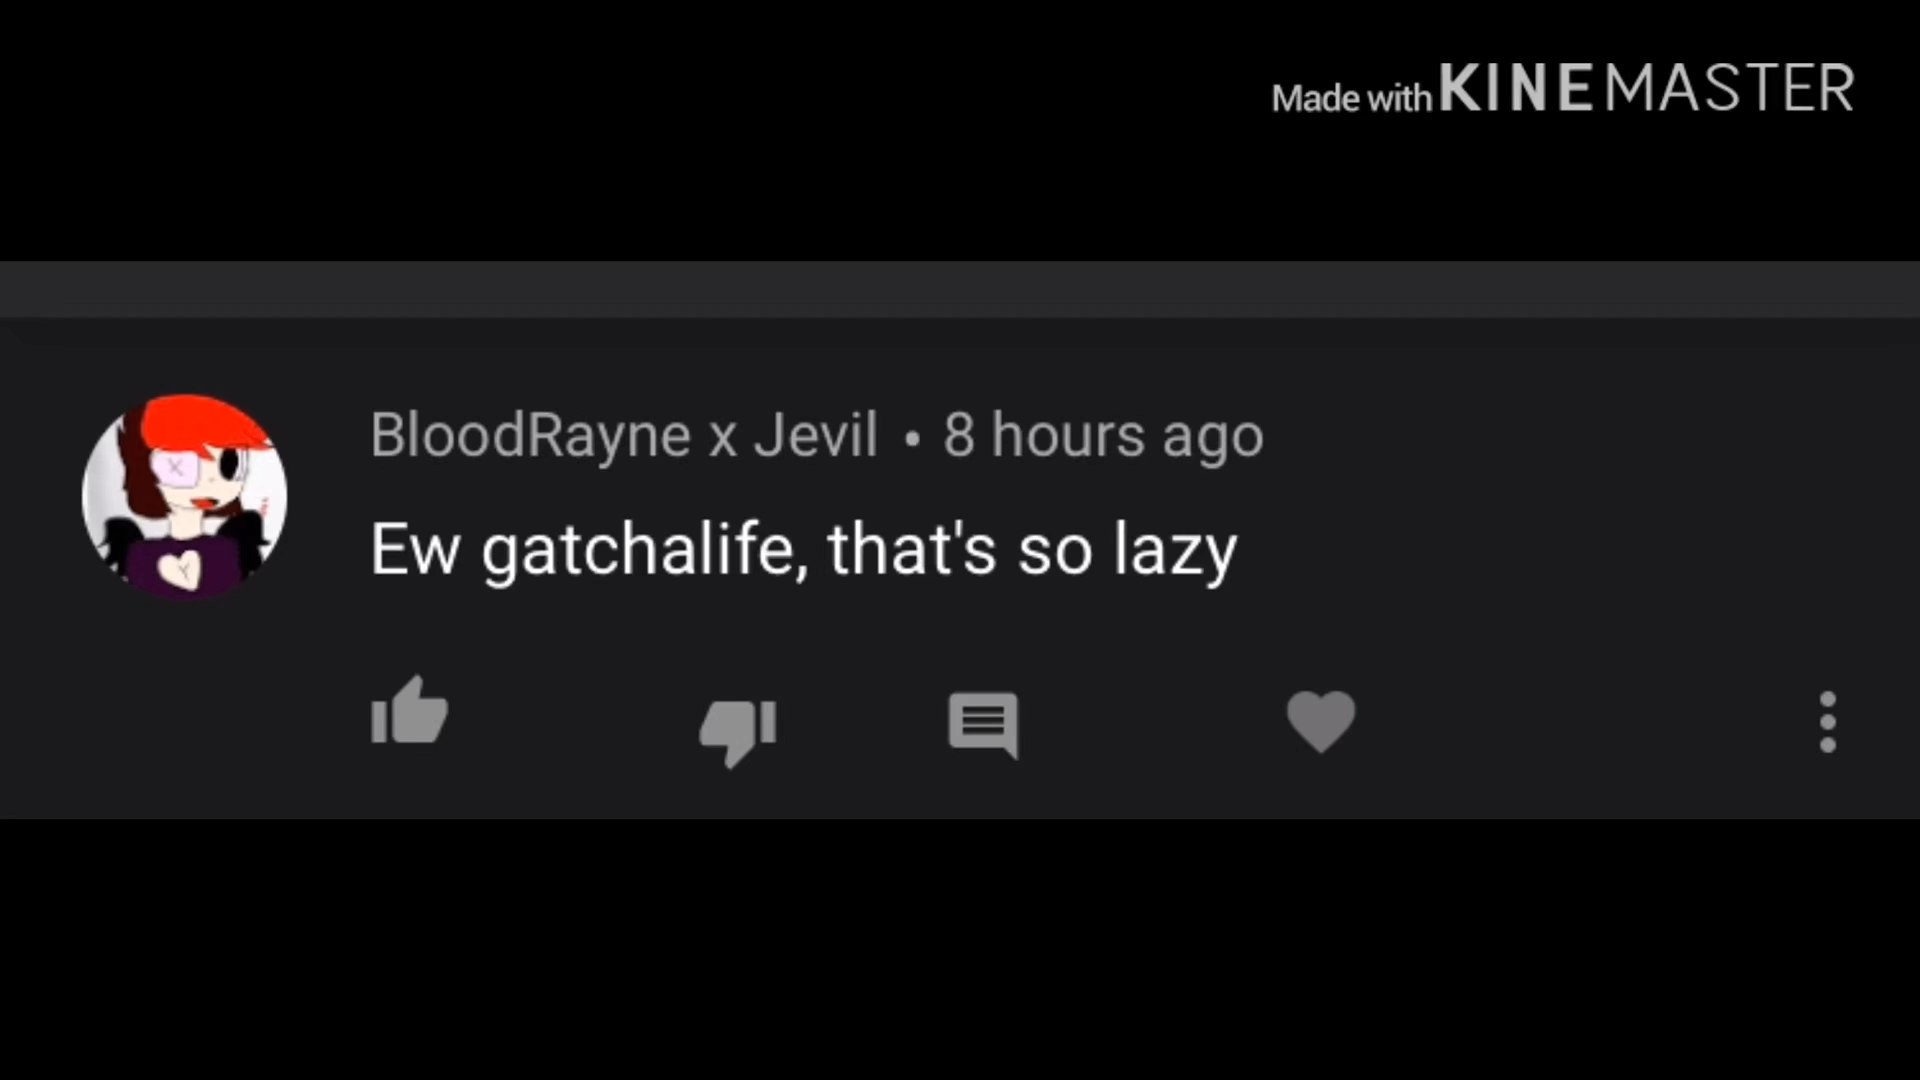 Made with KINEMASTER
BloodRayne x Jevil • 8 hours ago
Ew gatchalife, that's so lazy